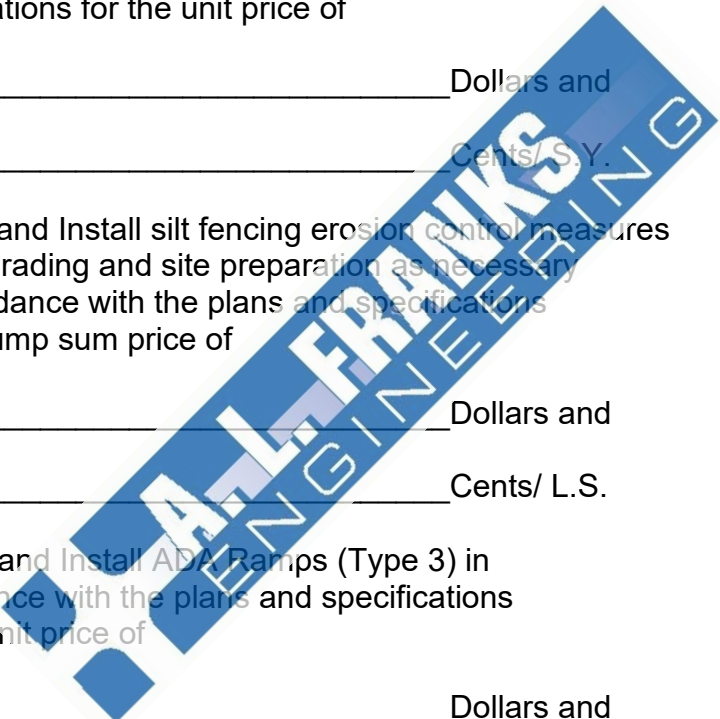 ations for the unit price of
Dollars and
Cents/ S.Y.
and Install silt fencing erosion control measures
rading and site preparation as necessary
dance with the plans and specifications
ump sum price of
Dollars and
Cents/ L.S.
and Install ADA Ramps (Type 3) in
nce with the plans and specifications
nit price of
Dollars and
A. L. FRANKS
ENGINEERING